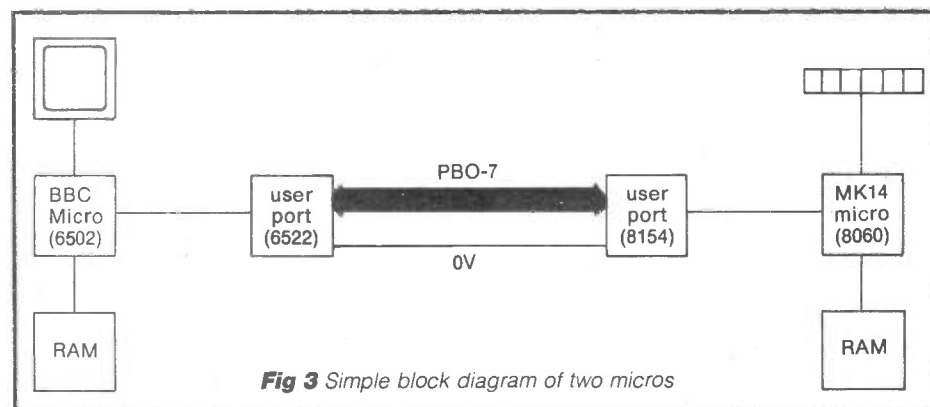 PBO-7
BBC
Micro
(6502)
user
port
(6522)
user
port
(8154)
MK14
micro
(8060)
0V
RAM
RAM
Fig 3 Simple block diagram of two micros